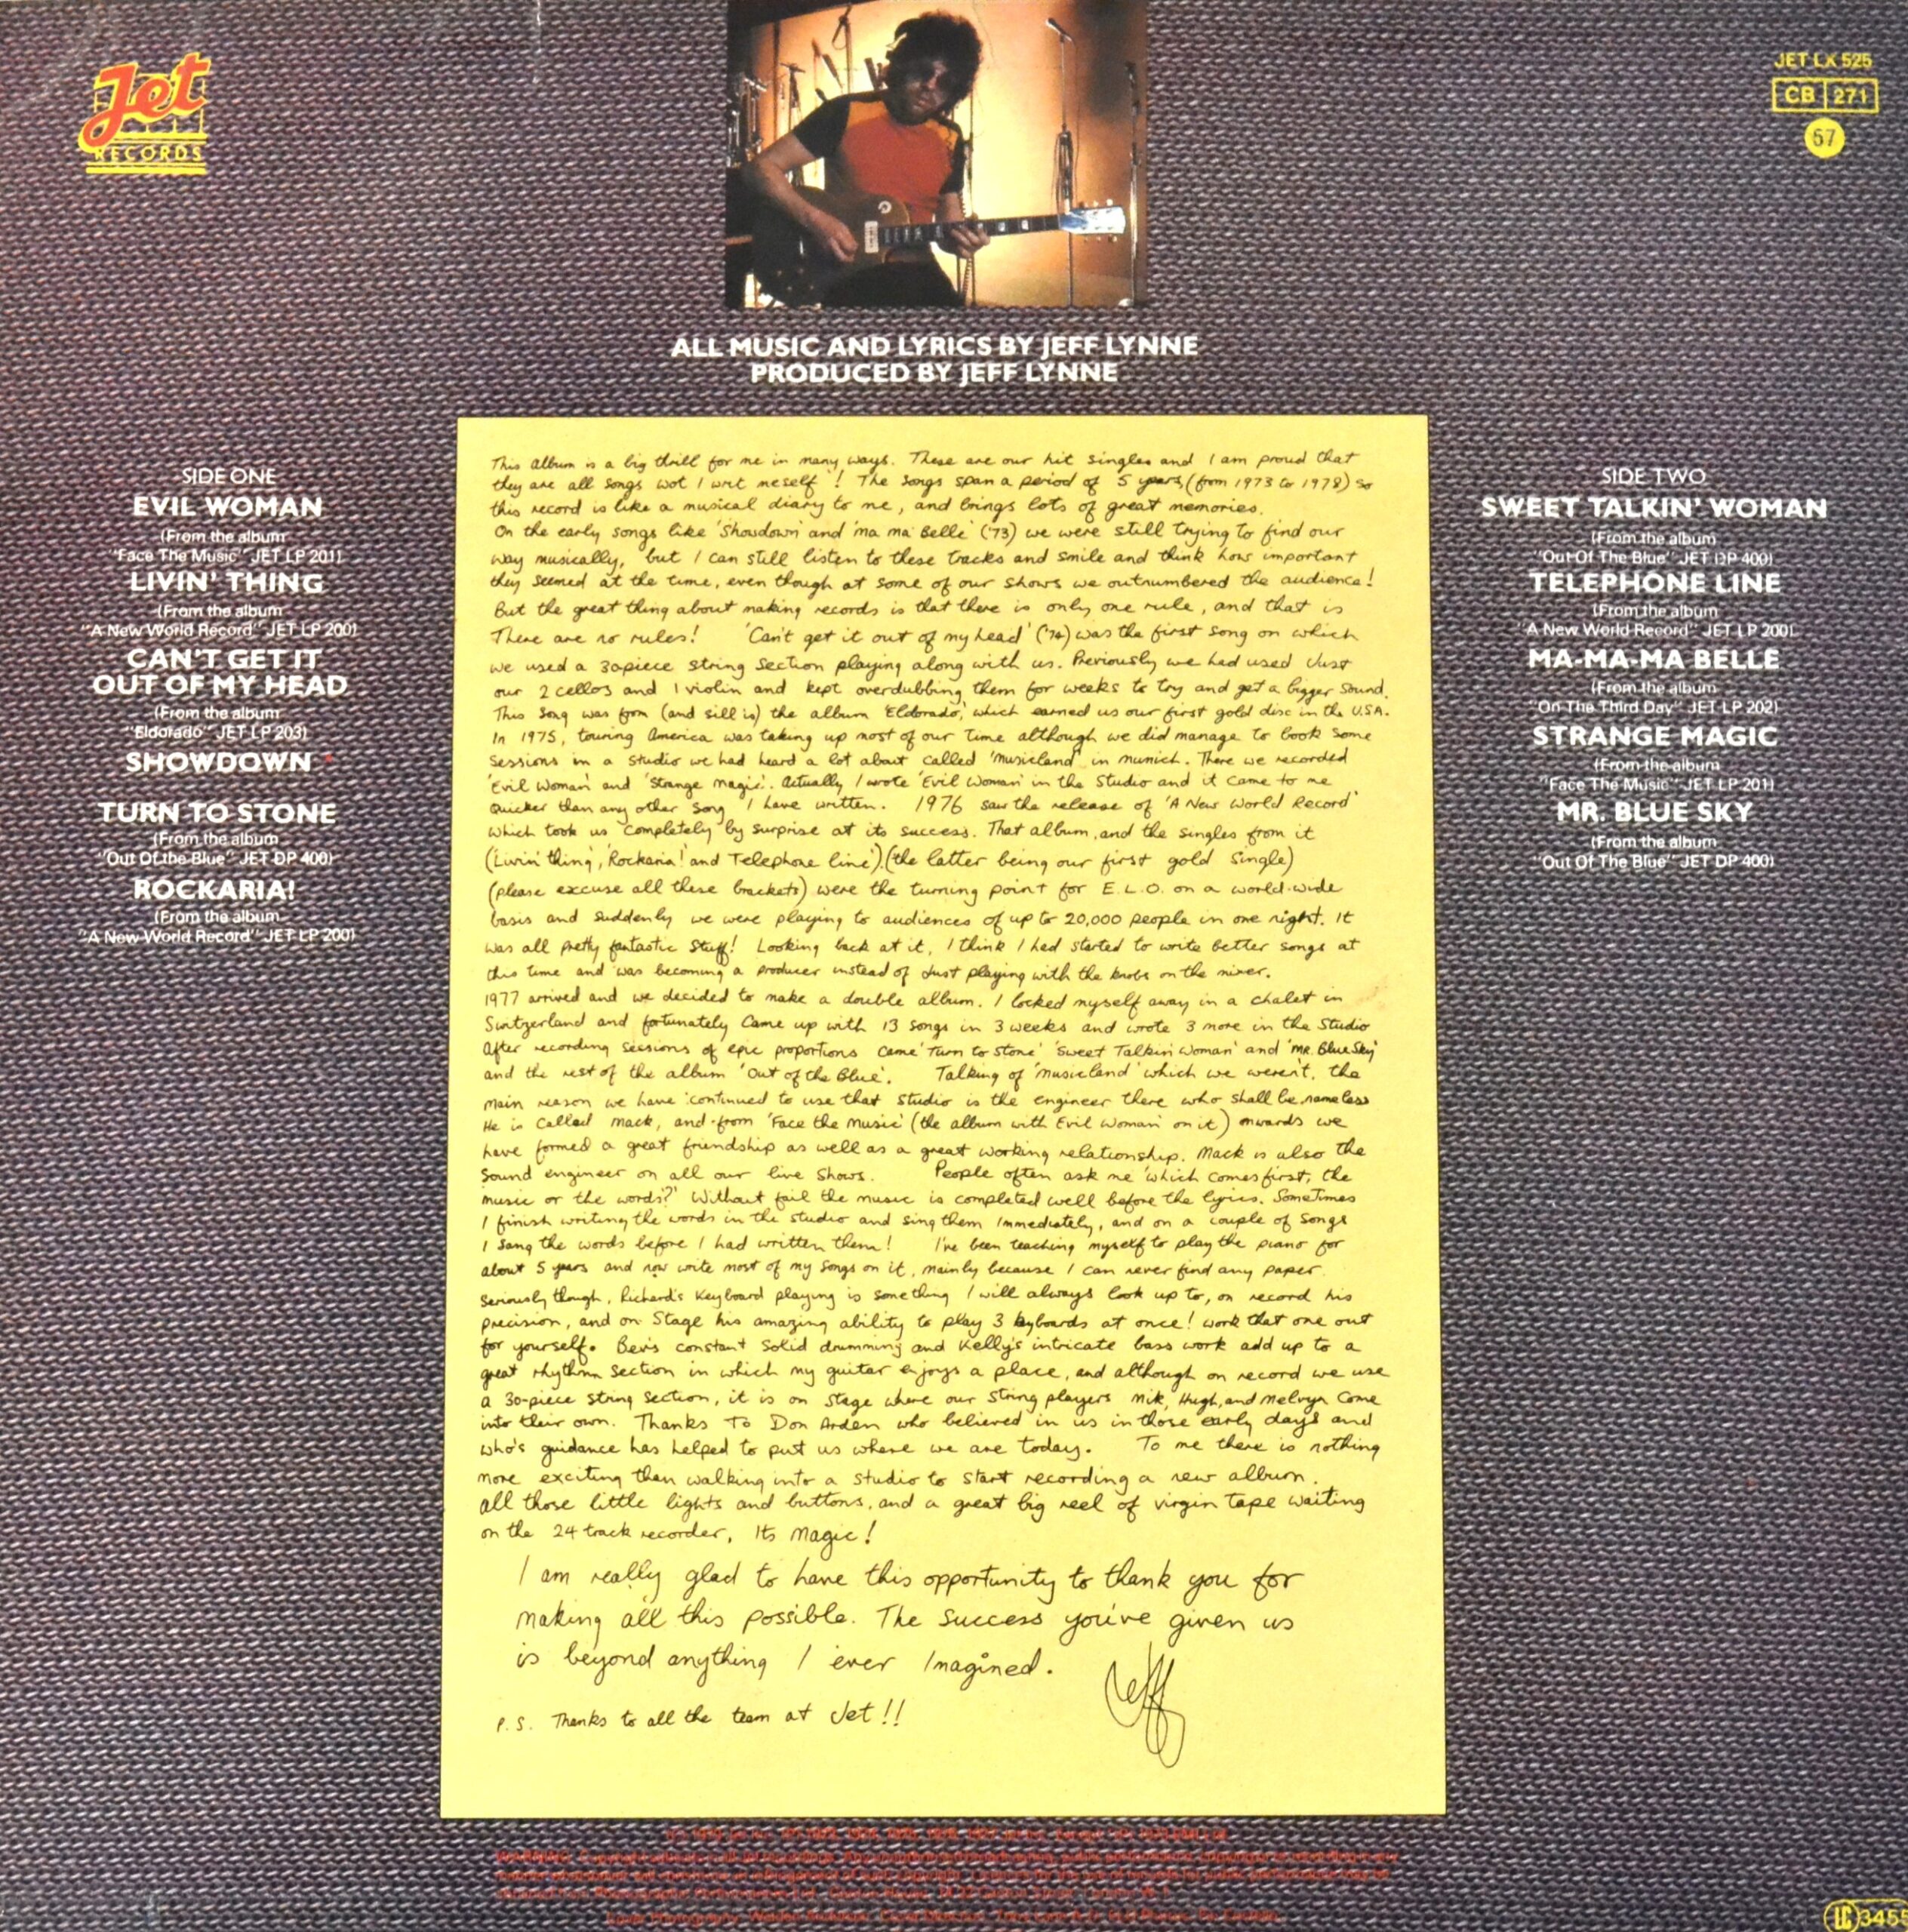 Jet
RECORDS
JET LX 525
CB 271
67
ALL MUSIC AND LYRICS BY JEFF LYNNE
PRODUCED BY JEFF LYNNE
SIDE ONE
EVIL WOMAN
(From the album
"Face The Music" JET LP 201)
LIVIN' THING
(From the album
"A New World Record" JET LP 200)
CAN'T GET IT
OUT OF MY HEAD
(From the album
"Eldorado" JET LP 203)
SHOWDOWN *
TURN TO STONE
(From the album
"Out Of the Blue" JET DP 400)
ROCKARIA!
(From the album
"A New World Record" JET LP 200)
This album is a big thrill for me in many ways. These are our hit singles and I am proud that
they are all songs wot I writ meself! The songs span a period of 5 years, (from 1973 to 1978) so
this record is like a musical diary to me, and brings lots of great memories.
On the early songs like 'Showdown' and 'ma ma Belle' ('73) we were still trying to find our
way musically, but I can still listen to these tracks and smile and think how important
they seemed at the time, even though at some of our shows we outnumbered the audience!
But the great thing about making records is that there is only one rule, and that is
There are no rules! 'Can't get it out of my head' ('74) was the first song on which
we used a 30 piece string section playing along with us. Previously we had used Just
our 2 cellos and 1 violin and kept overdubbing them for weeks to try and get a bigger sound.
This song was from (and sill is) the album 'Eldorado', which earned us our first gold disc in the U.S.A.
In 1975, touring America was taking up most of our time although we did manage to book some
sessions in a studio we had heard a lot about called 'Musicland' in Munich. There we recorded
'Evil Woman' and 'Strange Magic'. Actually I wrote 'Evil Woman' in the studio and it came to me
quicker than any other song I have written. 1976 saw the release of 'A New World Record'
which took us completely by surprise at its success. That album, and the singles from it
('Livin' thing', 'Rockaria!' and Telephone line') (the latter being our first gold single)
(please excuse all these brackets) were the turning point for E.L.O. on a world-wide
basis and suddenly we were playing to audiences of up to 20,000 people in one night. It
was all pretty fantastic stuff! Looking back at it, I think I had started to write better songs at
this time and was becoming a producer instead of Just playing with the knobs on the mixer.
1977 arrived and we decided to make a double album. I locked myself away in a chalet in
Switzerland and fortunately came up with 13 songs in 3 weeks and wrote 3 more in the studio
After recording sessions of epic proportions came 'Turn to Stone' 'Sweet Talkin' Woman' and 'MR. Blue Sky'
and the rest of the album 'Out of the Blue'. Talking of 'Musicland' which we weren't, the
main reason we have continued to use that studio is the engineer there who shall be nameless
He is called Mack, and from 'Face the Music' (the album with Evil Woman on it) onwards we
have formed a great friendship as well as a great working relationship. Mack is also the
sound engineer on all our live shows. People often ask me 'which comes first, the
music or the words?' Without fail the music is completed well before the lyrics. Sometimes
I finish writing the words in the studio and sing them immediately, and on a couple of songs
I sang the words before I had written them! I've been teaching myself to play the piano for
about 5 years and now write most of my songs on it, mainly because I can never find any paper.
Seriously though, Richard's Keyboard playing is something I will always look up to, on record his
precision, and on Stage his amazing ability to play 3 keyboards at once! work that one out
for yourself. Bev's constant solid drumming and Kelly's intricate bass work add up to a
great rhythm section in which my guitar enjoys a place, and although on record we use
a 30-piece string section, it is on stage where our string players Mik, Hugh, and Melvyn come
into their own. Thanks To Don Arden who believed in us in those early days and
who's guidance has helped to put us where we are today. To me there is nothing
more exciting than walking into a studio to start recording a new album.
all those little lights and buttons, and a great big reel of virgin tape waiting
on the 24 track recorder, Its Magic!
I am really glad to have this opportunity to thank you for
making all this possible. The success you've given us
is beyond anything I ever Imagined.
Jeff
P.S. Thanks to all the team at Jet!!
SIDE TWO
SWEET TALKIN' WOMAN
(From the album
"Out Of The Blue" JET DP 400)
TELEPHONE LINE
(From the album
"A New World Record" JET LP 200)
MA-MA-MA BELLE
(From the album
"On The Third Day" JET LP 202)
STRANGE MAGIC
(From the album
"Face The Music" JET LP 201)
MR. BLUE SKY
(From the album
"Out Of The Blue" JET DP 400)
LC 3455